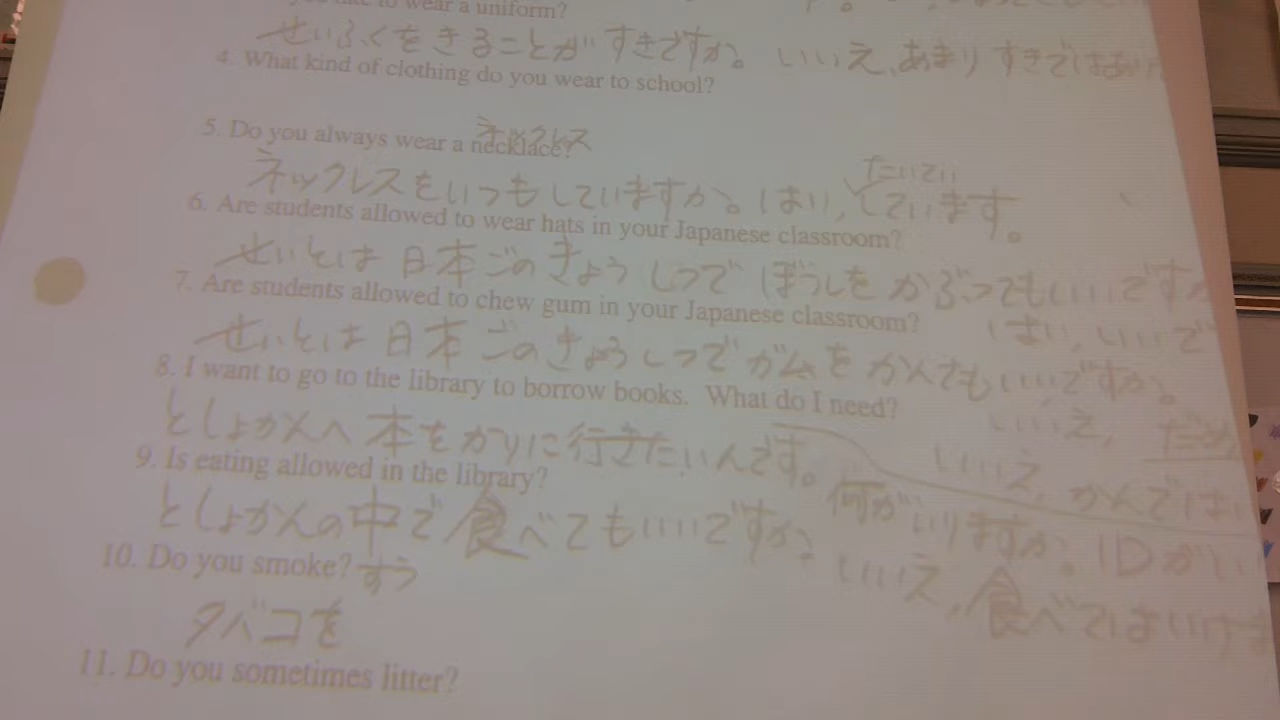 to wear a uniform?
せいふくをきることがすきですか。 いいえ、あまりすきではあり
4. What kind of clothing do you wear to school?
5. Do you always wear a necklace?
ネックレス
ネックレスをいつもしていますか。はい、しています。
たいてい
6. Are students allowed to wear hats in your Japanese classroom?
せいとは日本ごのきょうしつでぼうしをかぶってもいいですか
はい、いいで
7. Are students allowed to chew gum in your Japanese classroom?
せいとは日本ごのきょうしつでガムをかんでもいいですか。
いいえ、だめ
8. I want to go to the library to borrow books. What do I need?
いいえ、かんではい
としょかんへ本をかりに行きたいんです。
何がいりますか。IDがい
9. Is eating allowed in the library?
としょかんの中で食べてもいいですか。
いいえ、食べてはいけま
10. Do you smoke? すう
タバコを
11. Do you sometimes litter?